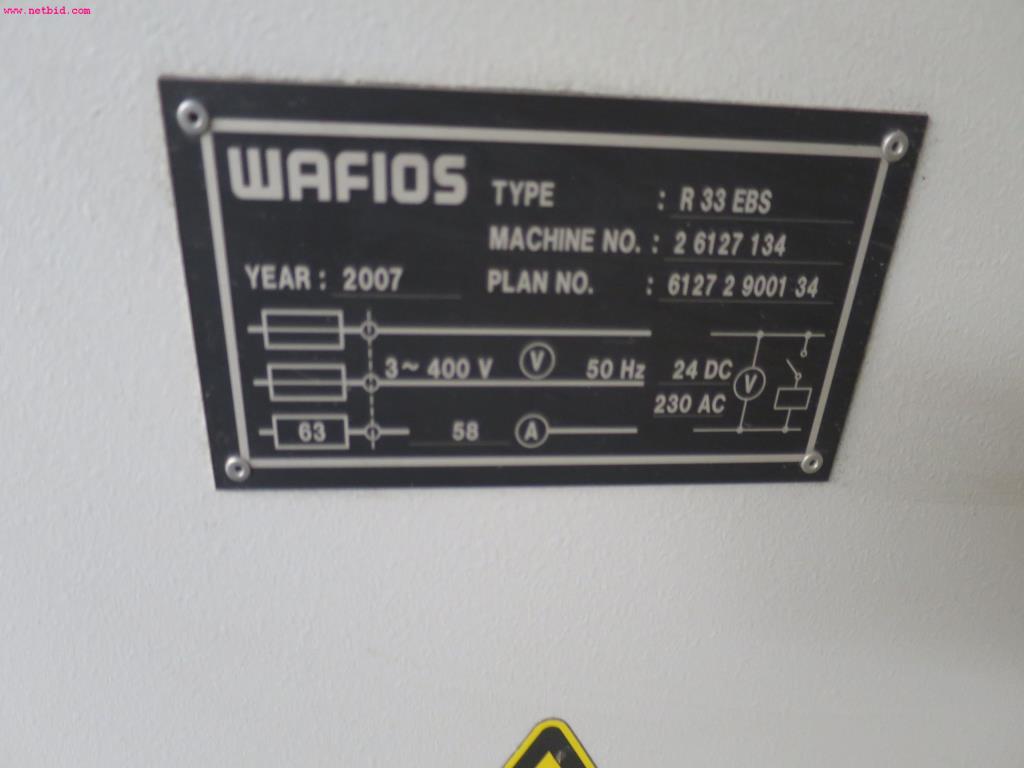 www.netbid.com
WAFIOS
TYPE : R 33 EBS
MACHINE NO. : 2 6127 134
YEAR : 2007
PLAN NO. : 6127 2 9001 34
3~ 400 V V 50 Hz
24 DC
230 AC V
63 58 A